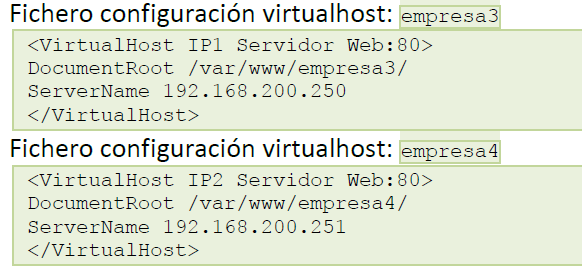 Fichero configuración virtualhost: empresa3
<VirtualHost IP1 Servidor Web:80>
DocumentRoot /var/www/empresa3/
ServerName 192.168.200.250
</VirtualHost>
Fichero configuración virtualhost: empresa4
<VirtualHost IP2 Servidor Web:80>
DocumentRoot /var/www/empresa4/
ServerName 192.168.200.251
</VirtualHost>